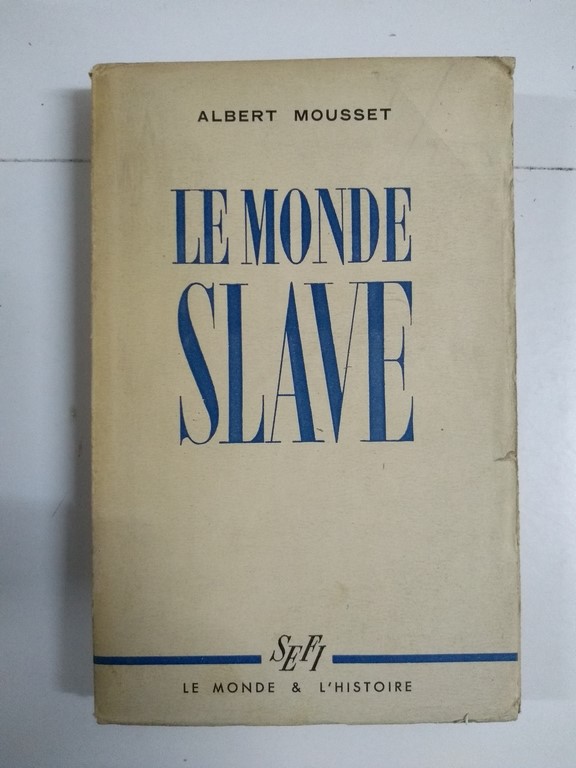 ALBERT MOUSSET
LE MONDE
SLAVE
SEFI
LE MONDE & L'HISTOIRE